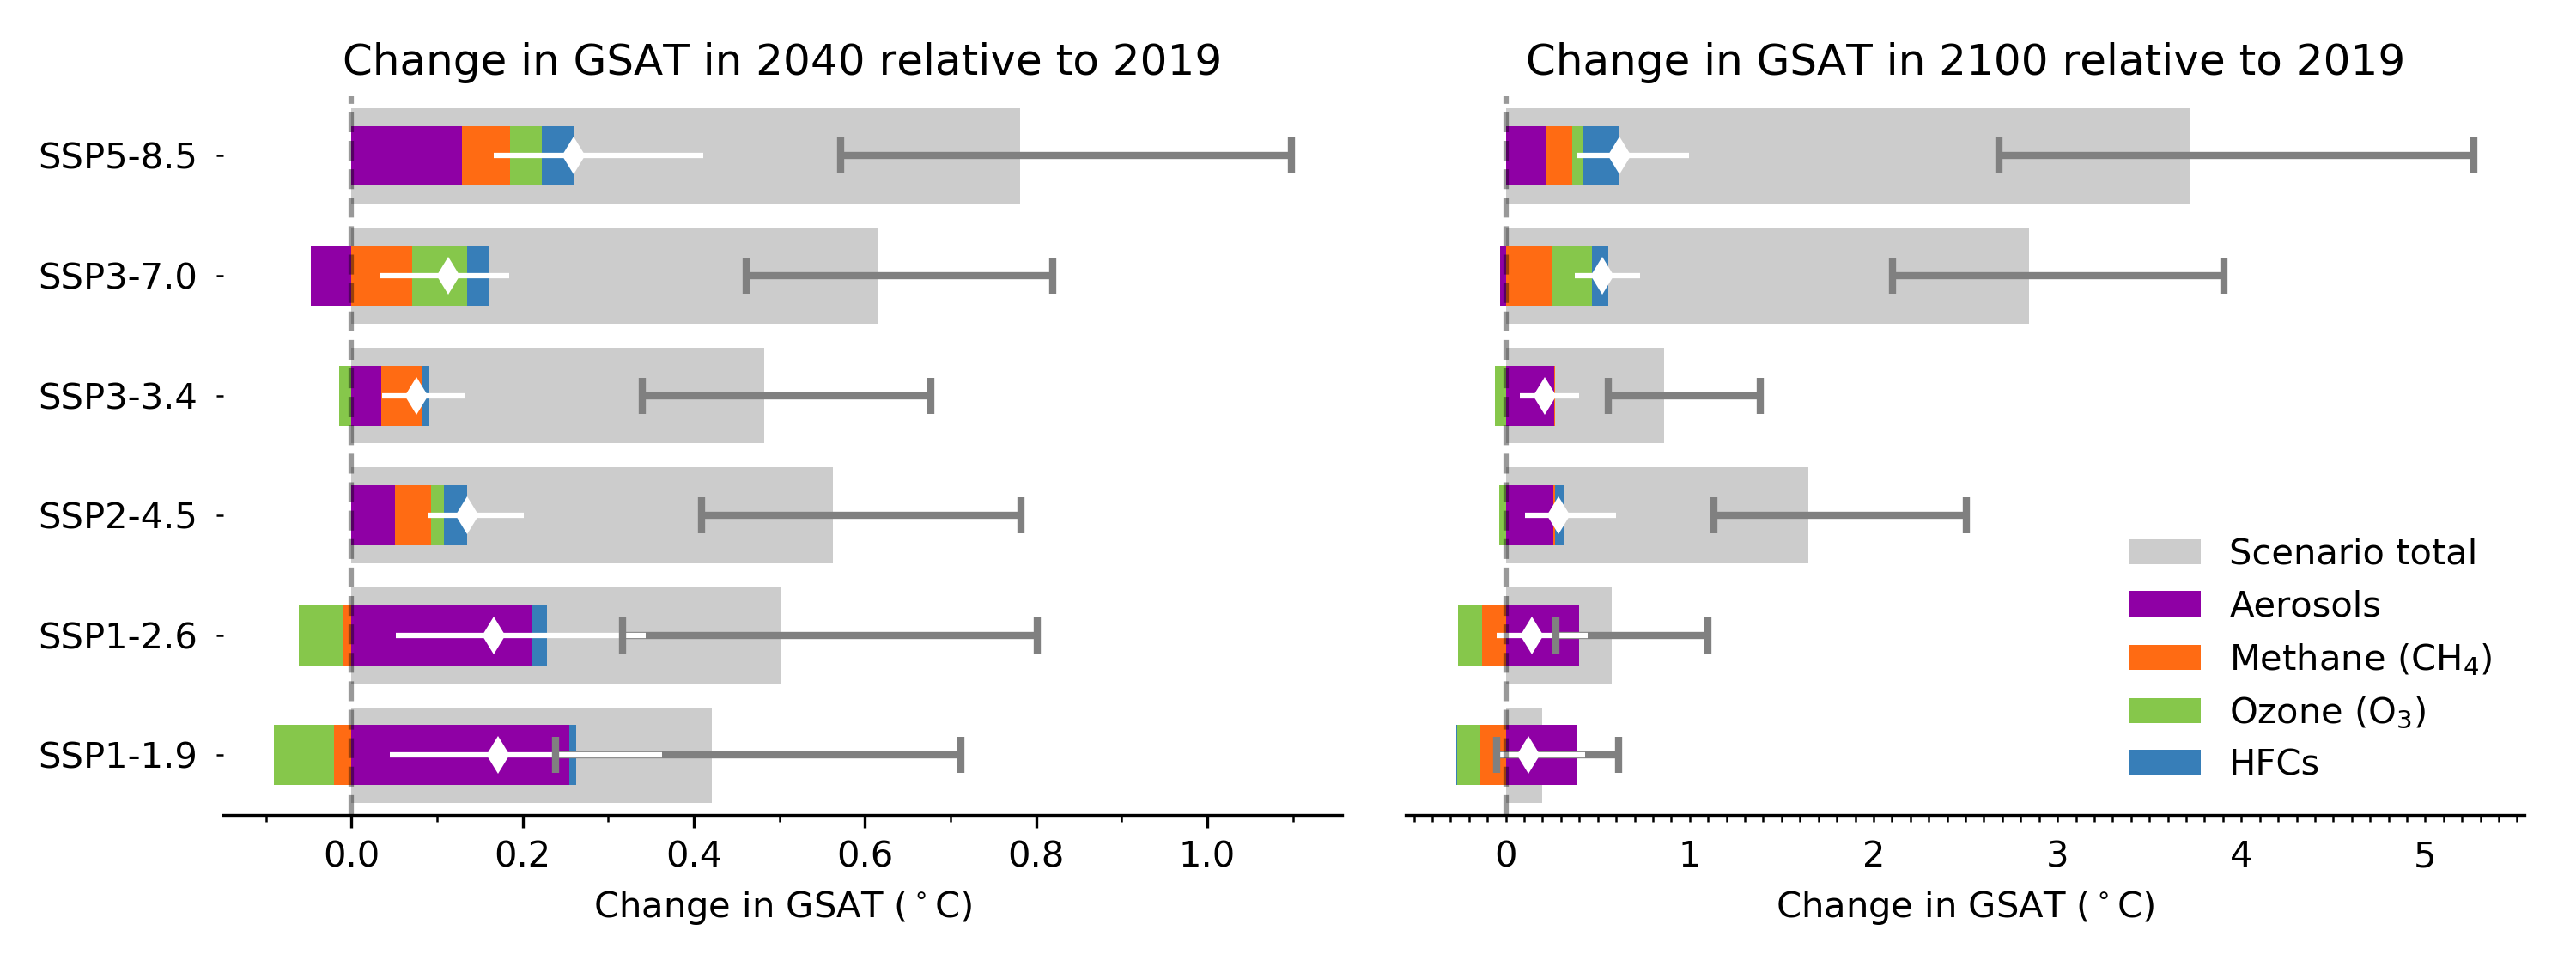 Change in GSAT in 2040 relative to 2019
SSP5-8.5
SSP3-7.0
SSP3-3.4
SSP2-4.5
SSP1-2.6
SSP1-1.9
0.0 0.2 0.4 0.6 0.8 1.0
Change in GSAT (°C)
Change in GSAT in 2100 relative to 2019
Scenario total
Aerosols
Methane (CH₄)
Ozone (O₃)
HFCs
0 1 2 3 4 5
Change in GSAT (°C)